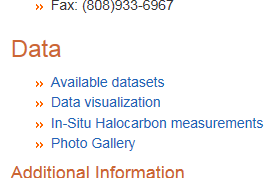 » Fax: (808)933-6967
Data
» Available datasets
» Data visualization
» In-Situ Halocarbon measurements
» Photo Gallery
Additional Information